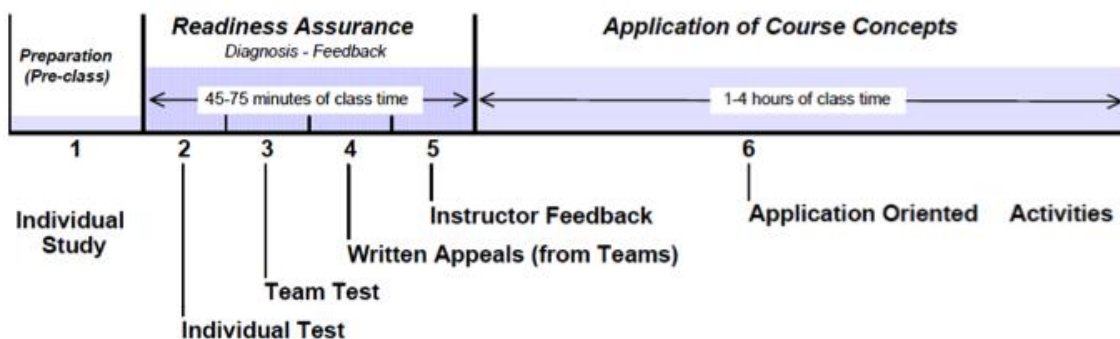 Preparation
(Pre-class)
Readiness Assurance
Diagnosis - Feedback
45-75 minutes of class time
Application of Course Concepts
1-4 hours of class time
1
2
3
4
5
6
Individual
Study
Instructor Feedback
Application Oriented Activities
Written Appeals (from Teams)
Team Test
Individual Test